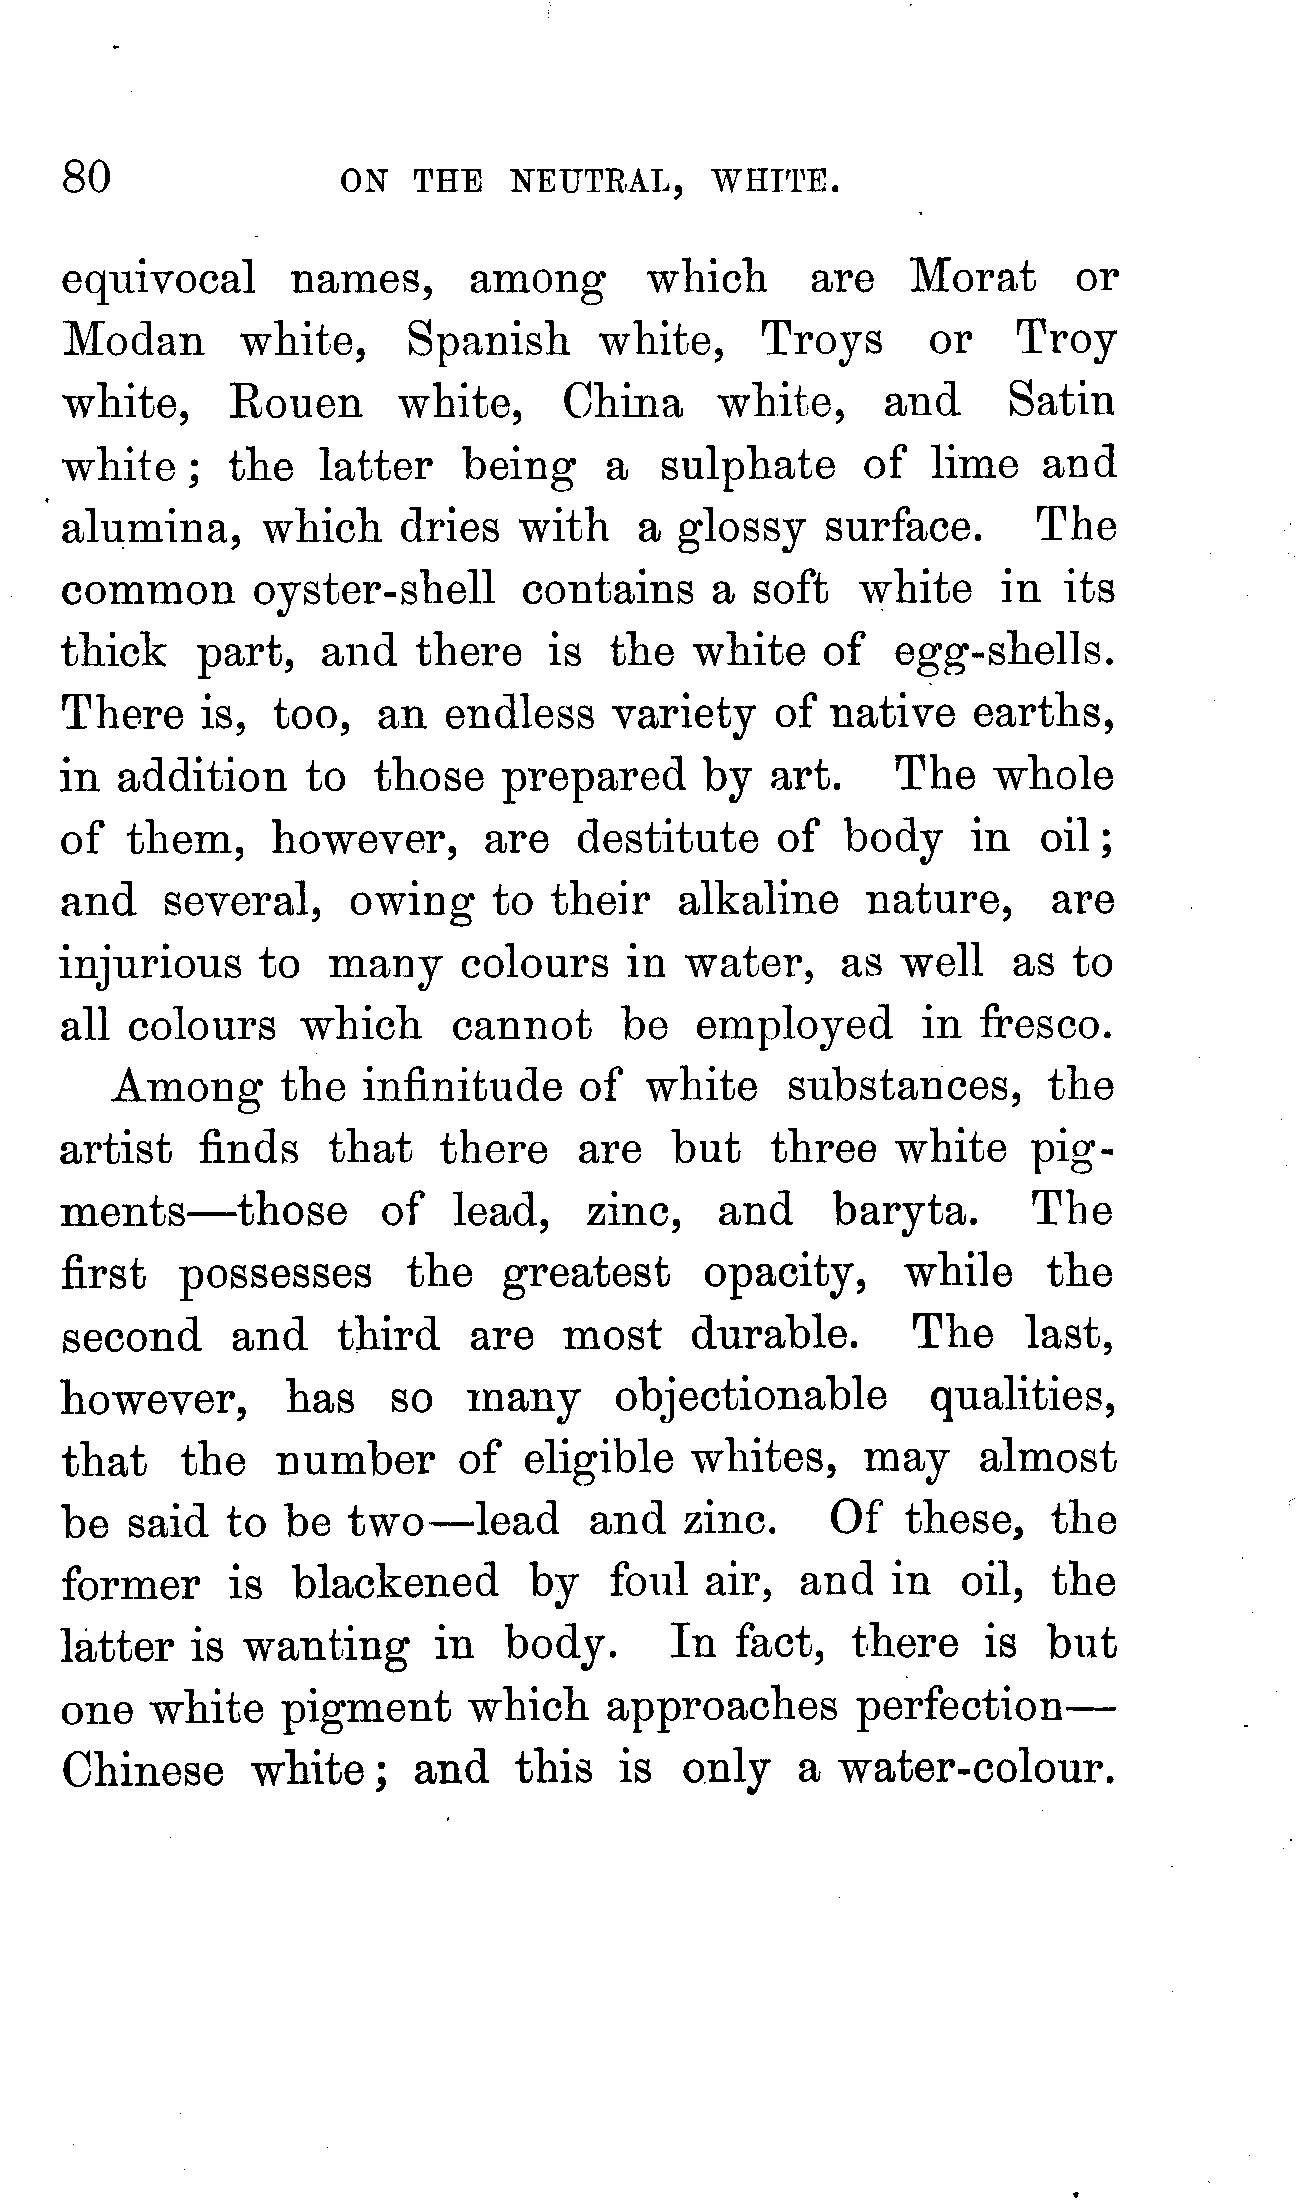 80 ON THE NEUTRAL, WHITE.
equivocal names, among which are Morat or
Modan white, Spanish white, Troys or Troy
white, Rouen white, China white, and Satin
white ; the latter being a sulphate of lime and
alumina, which dries with a glossy surface. The
common oyster-shell contains a soft white in its
thick part, and there is the white of egg-shells.
There is, too, an endless variety of native earths,
in addition to those prepared by art. The whole
of them, however, are destitute of body in oil ;
and several, owing to their alkaline nature, are
injurious to many colours in water, as well as to
all colours which cannot be employed in fresco.
Among the infinitude of white substances, the
artist finds that there are but three white pig-
ments—those of lead, zinc, and baryta. The
first possesses the greatest opacity, while the
second and third are most durable. The last,
however, has so many objectionable qualities,
that the number of eligible whites, may almost
be said to be two—lead and zinc. Of these, the
former is blackened by foul air, and in oil, the
latter is wanting in body. In fact, there is but
one white pigment which approaches perfection—
Chinese white ; and this is only a water-colour.